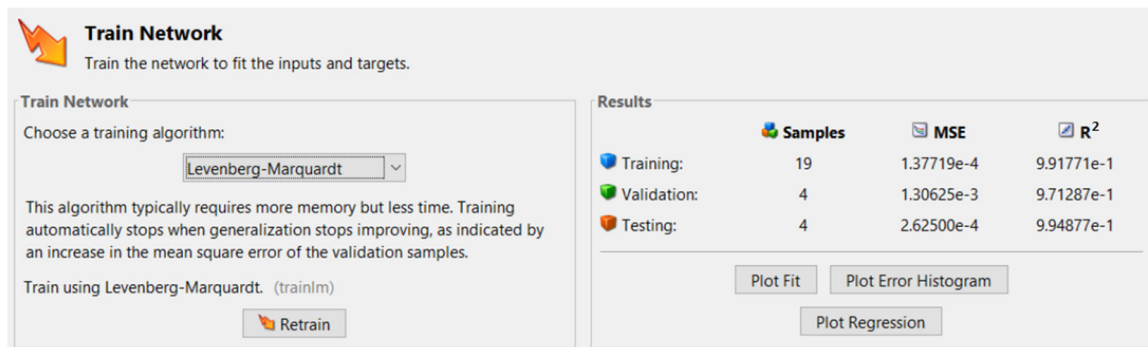 Train Network
Train the network to fit the inputs and targets.
Train Network
Choose a training algorithm:
Levenberg-Marquardt
This algorithm typically requires more memory but less time. Training
automatically stops when generalization stops improving, as indicated by
an increase in the mean square error of the validation samples.
Train using Levenberg-Marquardt. (trainlm)
Retrain
Results
Samples MSE R²
Training: 19 1.37719e-4 9.91771e-1
Validation: 4 1.30625e-3 9.71287e-1
Testing: 4 2.62500e-4 9.94877e-1
Plot Fit Plot Error Histogram
Plot Regression